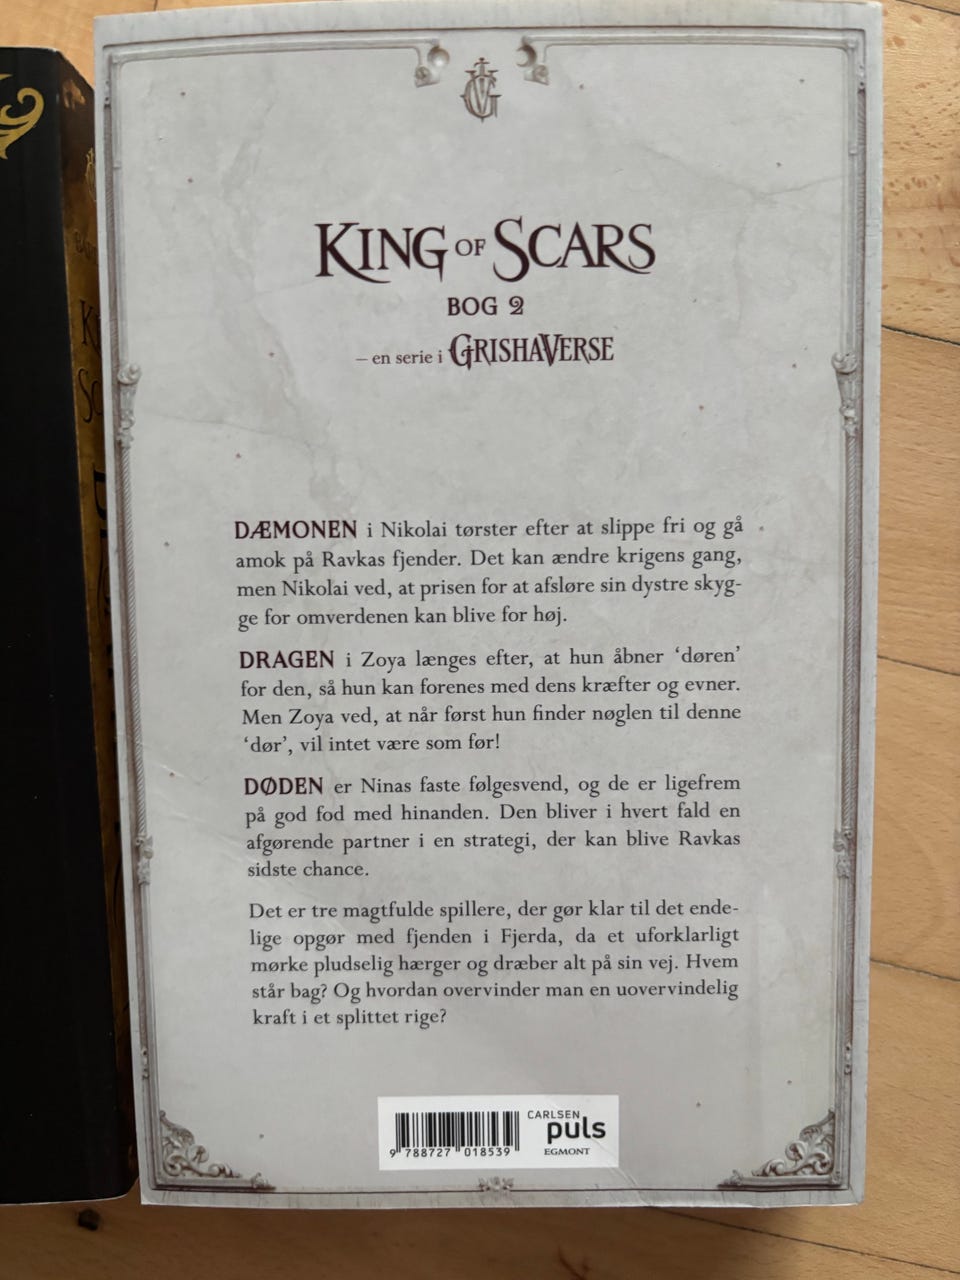 KING OF SCARS
BOG 2
– en serie i GRISHAVERSE
DÆMONEN i Nikolai tørster efter at slippe fri og gå
amok på Ravkas fjender. Det kan ændre krigens gang,
men Nikolai ved, at prisen for at afsløre sin dystre skyg-
ge for omverdenen kan blive for høj.
DRAGEN i Zoya længes efter, at hun åbner ‘døren’
for den, så hun kan forenes med dens kræfter og evner.
Men Zoya ved, at når først hun finder nøglen til denne
‘dør’, vil intet være som før!
DØDEN er Ninas faste følgesvend, og de er ligefrem
på god fod med hinanden. Den bliver i hvert fald en
afgørende partner i en strategi, der kan blive Ravkas
sidste chance.
Det er tre magtfulde spillere, der gør klar til det ende-
lige opgør med fjenden i Fjerda, da et uforklarligt
mørke pludselig hærger og dræber alt på sin vej. Hvem
står bag? Og hvordan overvinder man en uovervindelig
kraft i et splittet rige?
9 788727 018539
CARLSEN
puls
EGMONT